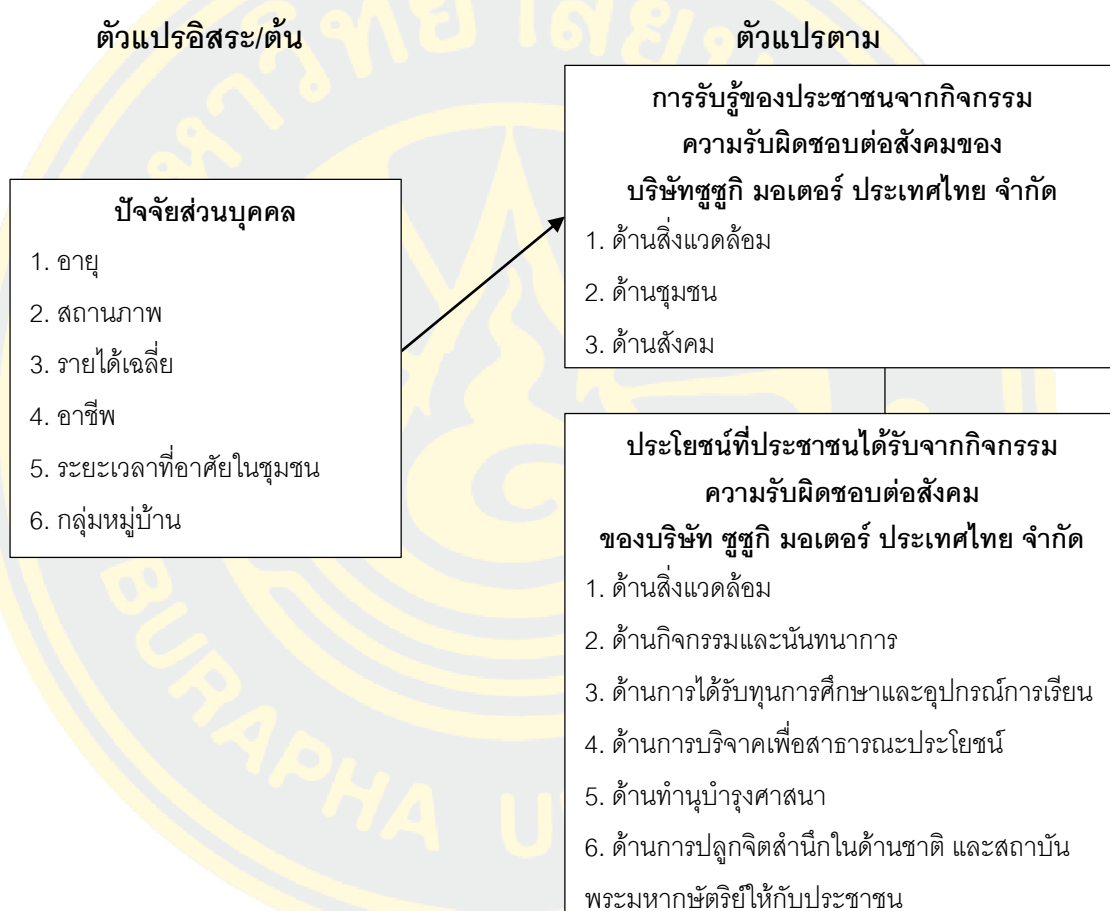 ตัวแปรอิสระ/ต้น
ตัวแปรตาม
ปัจจัยส่วนบุคคล
1. อายุ
2. สถานภาพ
3. รายได้เฉลี่ย
4. อาชีพ
5. ระยะเวลาที่อาศัยในชุมชน
6. กลุ่มหมู่บ้าน
การรับรู้ของประชาชนจากกิจกรรม
ความรับผิดชอบต่อสังคมของ
บริษัทซูซูกิ มอเตอร์ ประเทศไทย จำกัด
1. ด้านสิ่งแวดล้อม
2. ด้านชุมชน
3. ด้านสังคม
ประโยชน์ที่ประชาชนได้รับจากกิจกรรม
ความรับผิดชอบต่อสังคม
ของบริษัท ซูซูกิ มอเตอร์ ประเทศไทย จำกัด
1. ด้านสิ่งแวดล้อม
2. ด้านกิจกรรมและนันทนาการ
3. ด้านการได้รับทุนการศึกษาและอุปกรณ์การเรียน
4. ด้านการบริจาคเพื่อสาธารณะประโยชน์
5. ด้านทำนุบำรุงศาสนา
6. ด้านการปลูกจิตสำนึกในด้านชาติ และสถาบัน
พระมหากษัตริย์ให้กับประชาชน
BURAPHA U